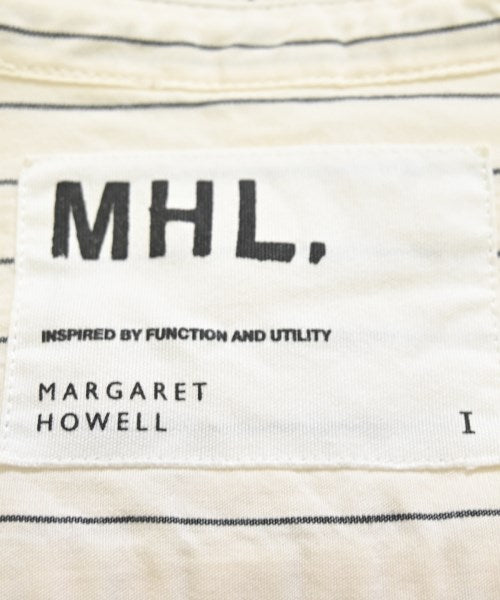 MHL.
INSPIRED BY FUNCTION AND UTILITY
MARGARET
HOWELL
I